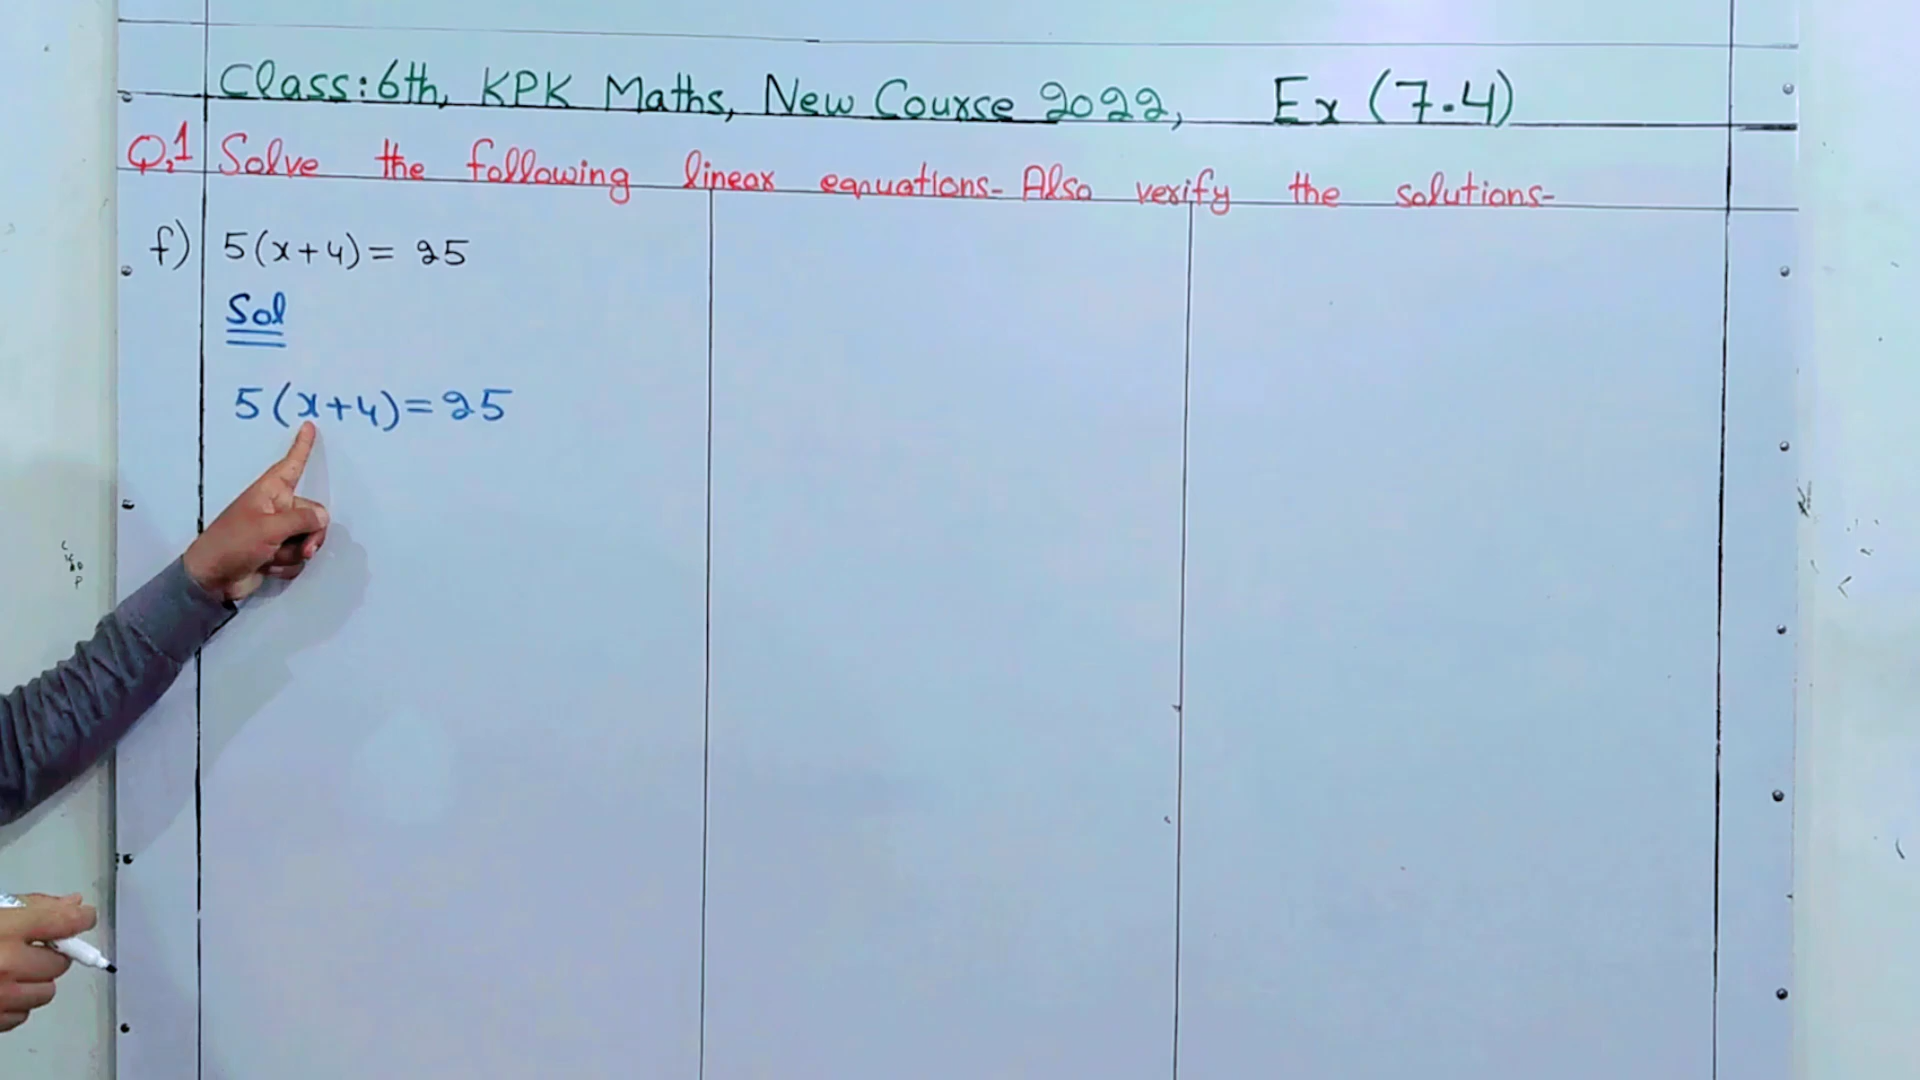 Class: 6th, KPK Maths, New Course 2022, Ex (7.4)
Q.1 Solve the following linear equations- Also verify the solutions-
f) 5(x+4)= 25
Sol
5(x+4)=25